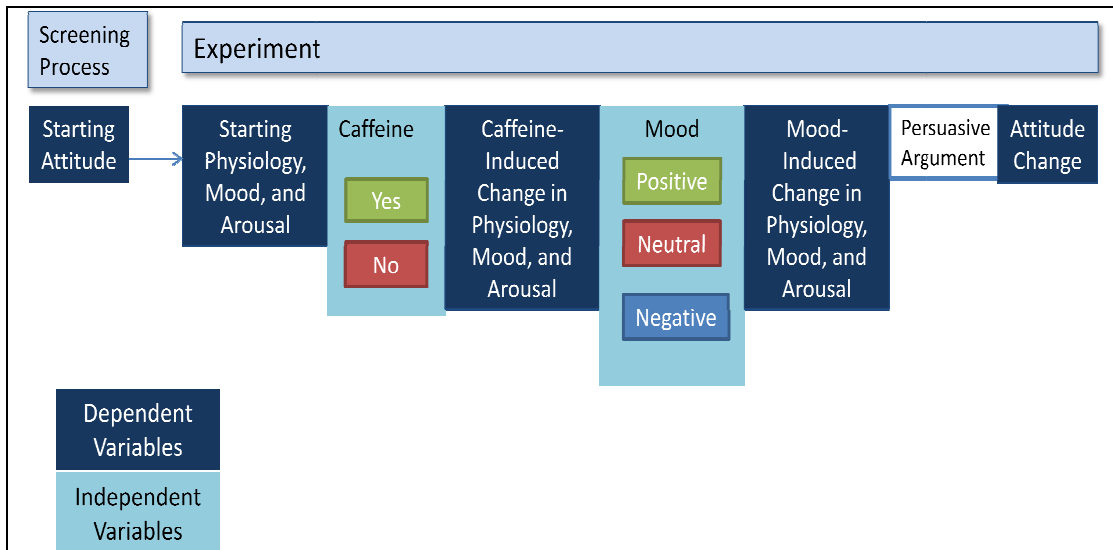 Screening
Process
Experiment
Starting
Attitude
Starting
Physiology,
Mood, and
Arousal
Caffeine
Yes
No
Caffeine-
Induced
Change in
Physiology,
Mood, and
Arousal
Mood
Positive
Neutral
Negative
Mood-
Induced
Change in
Physiology,
Mood, and
Arousal
Persuasive
Argument
Attitude
Change
Dependent
Variables
Independent
Variables